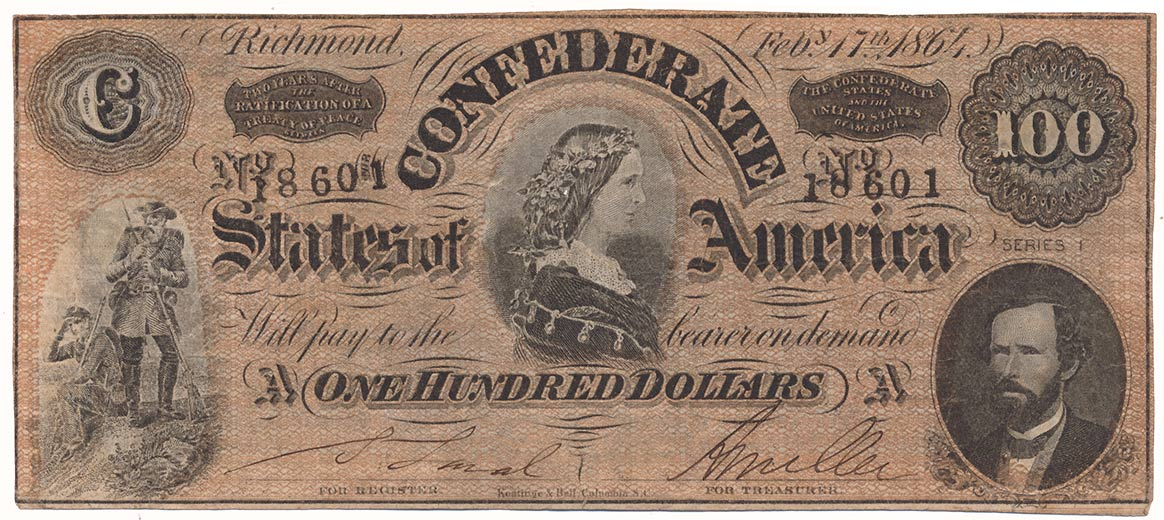 Richmond, Feby. 17th, 1864.
C
TWO YEARS AFTER
THE
RATIFICATION OF A
TREATY OF PEACE
BETWEEN
THE CONFEDERATE
STATES
AND THE
UNITED STATES
OF AMERICA.
100
CONFEDERATE
No 18601
No 18601
States of America
SERIES 1
Will pay to the bearer on demand
A ONE HUNDRED DOLLARS A
FOR REGISTER
Keatinge & Ball, Columbia S.C.
FOR TREASURER.